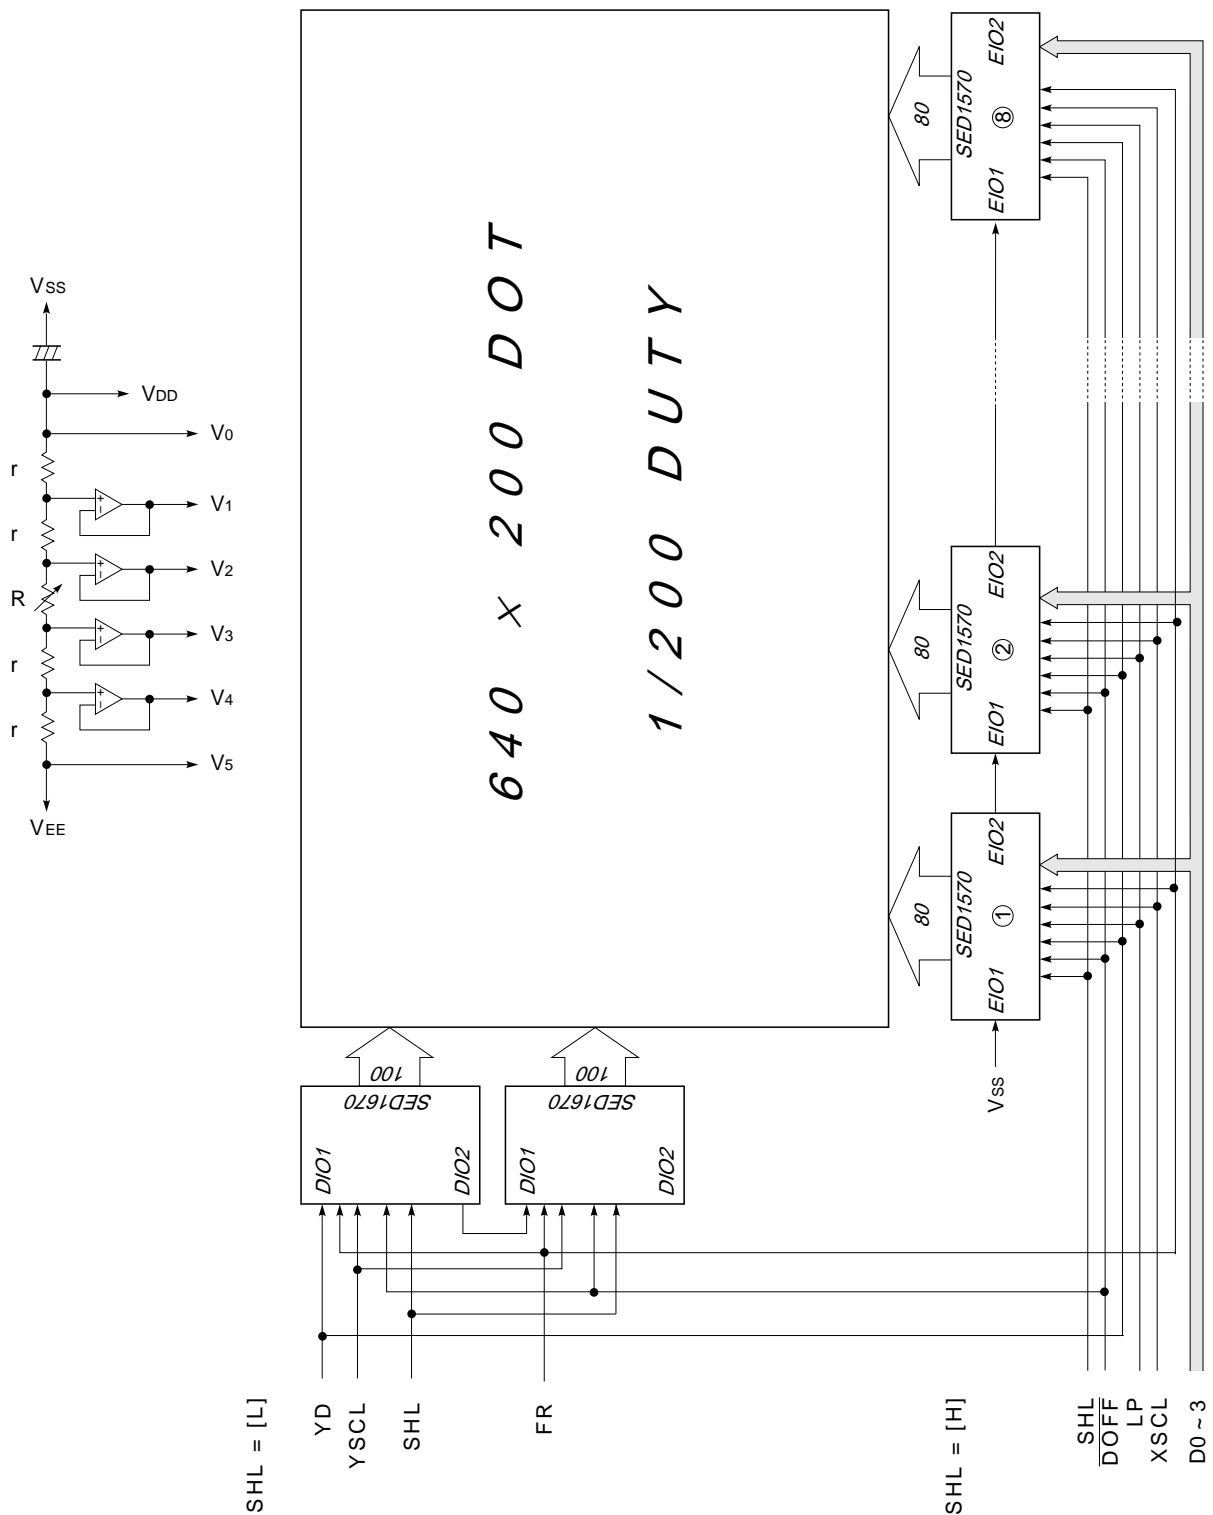 VSS
VDD
V0
r
V1
r
V2
R
V3
r
V4
r
V5
VEE
640 × 200 DOT
1/200 DUTY
80
SED1570
EIO1
⑧
EIO2
80
SED1570
EIO1
②
EIO2
80
SED1570
EIO1
①
EIO2
Vss
100
SED1670
DIO1
DIO2
100
SED1670
DIO1
DIO2
SHL = [L]
YD
YSCL
SHL
FR
SHL = [H]
SHL
DOFF
LP
XSCL
D0 ~ 3